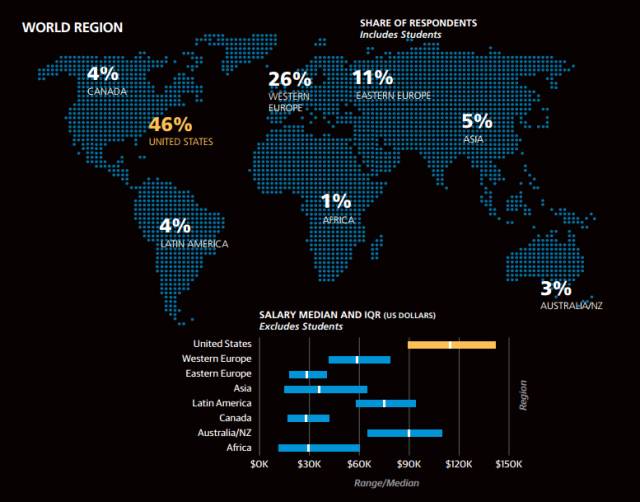 WORLD REGION
SHARE OF RESPONDENTS
Includes Students
4%
CANADA
26%
WESTERN
EUROPE
11%
EASTERN EUROPE
46%
UNITED STATES
5%
ASIA
1%
AFRICA
4%
LATIN AMERICA
3%
AUSTRALIA/NZ
SALARY MEDIAN AND IQR (US DOLLARS)
Excludes Students
United States
Western Europe
Eastern Europe
Asia
Latin America
Canada
Australia/NZ
Africa
Region
$0K $30K $60K $90K $120K $150K
Range/Median